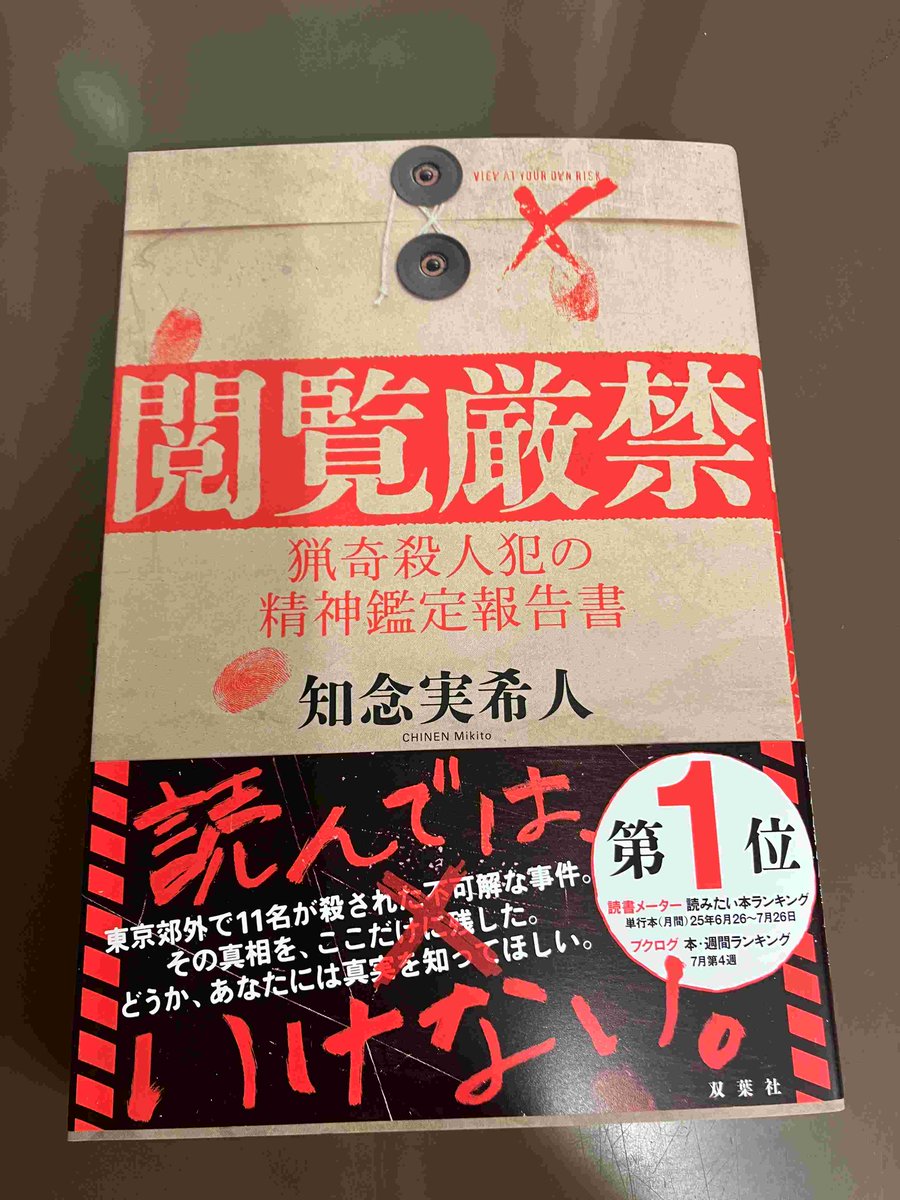 VIEW AT YOUR OWN RISK
閲覧厳禁
猟奇殺人犯の
精神鑑定報告書
知念実希人
CHINEN Mikito
読んでは、
東京郊外で11名が殺された不可解な事件。
その真相を、ここだけに残した。
どうか、あなたには真実を知ってほしい。
いけない。
第1位
読書メーター 読みたい本ランキング
単行本(月間)25年6月26～7月26日
ブクログ 本・週間ランキング
7月第4週
双葉社